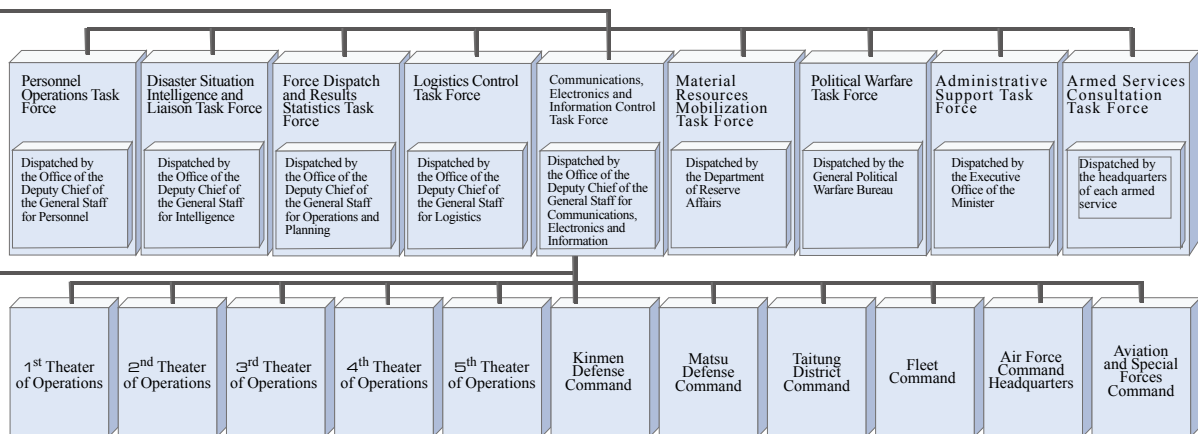 Personnel
Operations Task
Force
Dispatched by
the Office of the
Deputy Chief of
the General Staff
for Personnel
Disaster Situation
Intelligence and
Liaison Task Force
Dispatched by
the Office of the
Deputy Chief of
the General Staff
for Intelligence
Force Dispatch
and Results
Statistics Task
Force
Dispatched by
the Office of the
Deputy Chief of
the General Staff
for Operations and
Planning
Logistics Control
Task Force
Dispatched by
the Office of the
Deputy Chief of
the General Staff
for Logistics
Communications,
Electronics and
Information Control
Task Force
Dispatched by
the Office of the
Deputy Chief of the
General Staff for
Communications,
Electronics and
Information
Material
Resources
Mobilization
Task Force
Dispatched by
the Department
of Reserve
Affairs
Political Warfare
Task Force
Dispatched by the
General Political
Warfare Bureau
Administrative
Support Task
Force
Dispatched by
the Executive
Office of the
Minister
Armed Services
Consultation
Task Force
Dispatched by
the headquarters
of each armed
service
1st Theater
of Operations
2nd Theater
of Operations
3rd Theater
of Operations
4th Theater
of Operations
5th Theater
of Operations
Kinmen
Defense
Command
Matsu
Defense
Command
Taitung
District
Command
Fleet
Command
Air Force
Command
Headquarters
Aviation
and Special
Forces
Command